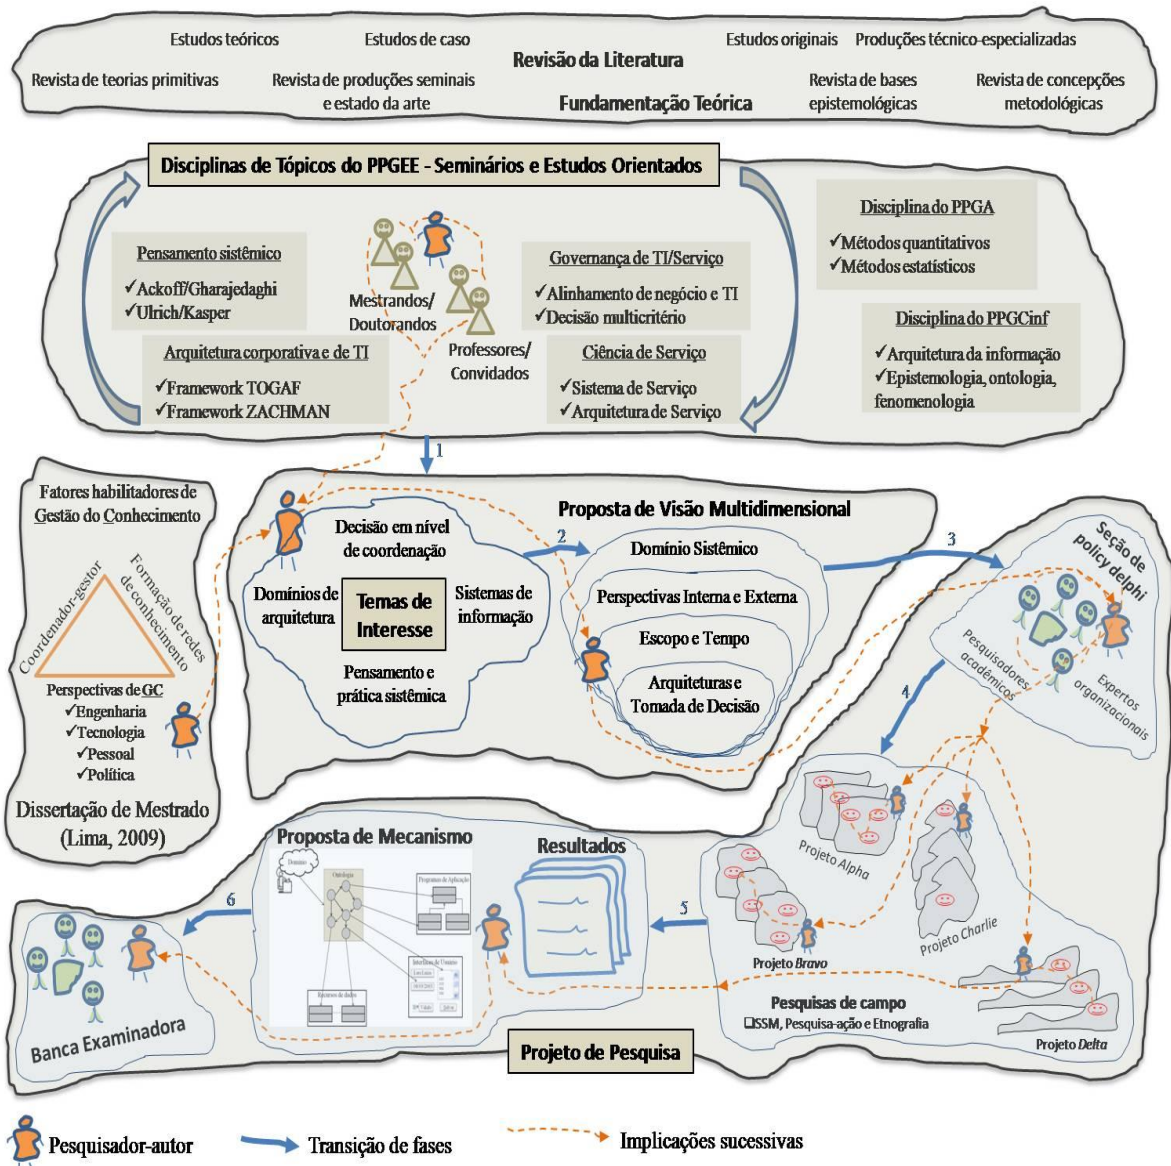 Estudos teóricos
Estudos de caso
Estudos originais
Produções técnico-especializadas
Revisão da Literatura
Revista de teorias primitivas
Revista de produções seminais
e estado da arte
Revista de bases
epistemológicas
Revista de concepções
metodológicas
Fundamentação Teórica
Disciplinas de Tópicos do PPGEE - Seminários e Estudos Orientados
Pensamento sistêmico
✓Ackoff/Gharajedaghi
✓Ulrich/Kasper
Mestrandos/
Doutorandos
Professores/
Convidados
Governança de TI/Serviço
✓Alinhamento de negócio e TI
✓Decisão multicritério
Arquitetura corporativa e de TI
✓Framework TOGAF
✓Framework ZACHMAN
Ciência de Serviço
✓Sistema de Serviço
✓Arquitetura de Serviço
Disciplina do PPGA
✓Métodos quantitativos
✓Métodos estatísticos
Disciplina do PPGCinf
✓Arquitetura da informação
✓Epistemologia, ontologia,
fenomenologia
1
Fatores habilitadores de
Gestão do Conhecimento
Coordenador-gestor
Formação de redes
de conhecimento
Perspectivas de GC
✓Engenharia
✓Tecnologia
✓Pessoal
✓Política
Dissertação de Mestrado
(Lima, 2009)
Decisão em nível
de coordenação
Domínios de
arquitetura
Temas de
Interesse
Sistemas de
informação
Pensamento e
prática sistêmica
2
Proposta de Visão Multidimensional
Domínio Sistêmico
Perspectivas Interna e Externa
Escopo e Tempo
Arquiteturas e
Tomada de Decisão
3
Seção de
policy delphi
Pesquisadores
acadêmicos
Expertos
organizacionais
4
Projeto Alpha
Projeto Charlie
Projeto Bravo
Projeto Delta
Pesquisas de campo
❑SSM, Pesquisa-ação e Etnografia
5
Proposta de Mecanismo
Resultados
Domínio
Ontologia
Programas de Aplicação
Interface de Usuário
6
Banca Examinadora
Projeto de Pesquisa
Pesquisador-autor
Transição de fases
Implicações sucessivas